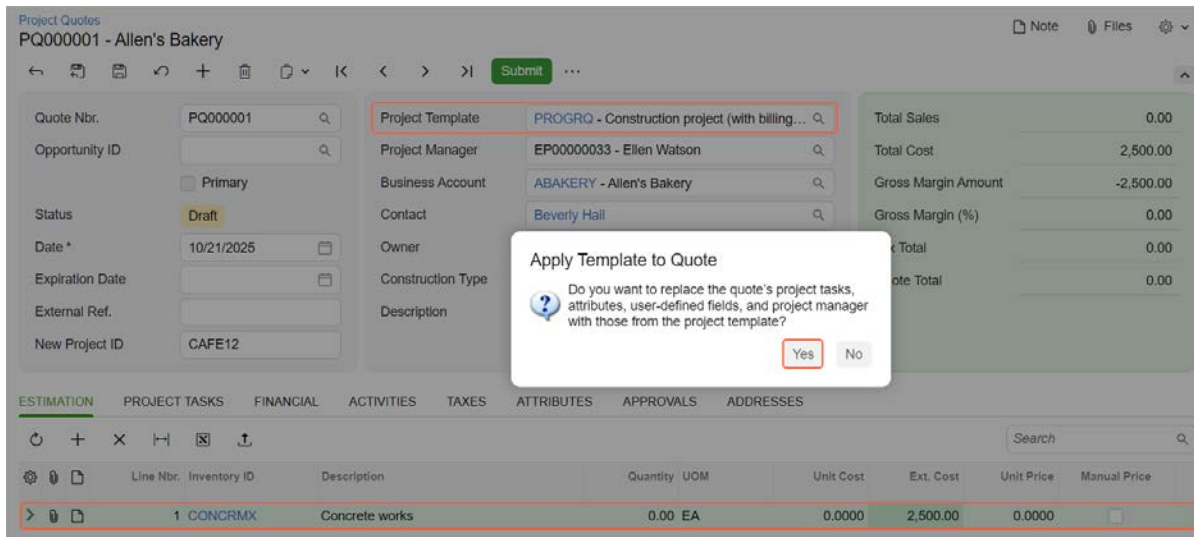 Project Quotes
PQ000001 - Allen's Bakery
Note Files
Submit
Quote Nbr. PQ000001 Project Template PROGRQ - Construction project (with billing... Total Sales 0.00
Opportunity ID Project Manager EP00000033 - Ellen Watson Total Cost 2,500.00
Primary Business Account ABAKERY - Allen's Bakery Gross Margin Amount -2,500.00
Status Draft Contact Beverly Hall Gross Margin (%) 0.00
Date * 10/21/2025 Owner Total 0.00
Expiration Date Construction Type ote Total 0.00
External Ref. Description
New Project ID CAFE12
Apply Template to Quote
Do you want to replace the quote's project tasks,
attributes, user-defined fields, and project manager
with those from the project template?
Yes No
ESTIMATION PROJECT TASKS FINANCIAL ACTIVITIES TAXES ATTRIBUTES APPROVALS ADDRESSES
Search
Line Nbr. Inventory ID Description Quantity UOM Unit Cost Ext. Cost Unit Price Manual Price
1 CONCRMX Concrete works 0.00 EA 0.0000 2,500.00 0.0000